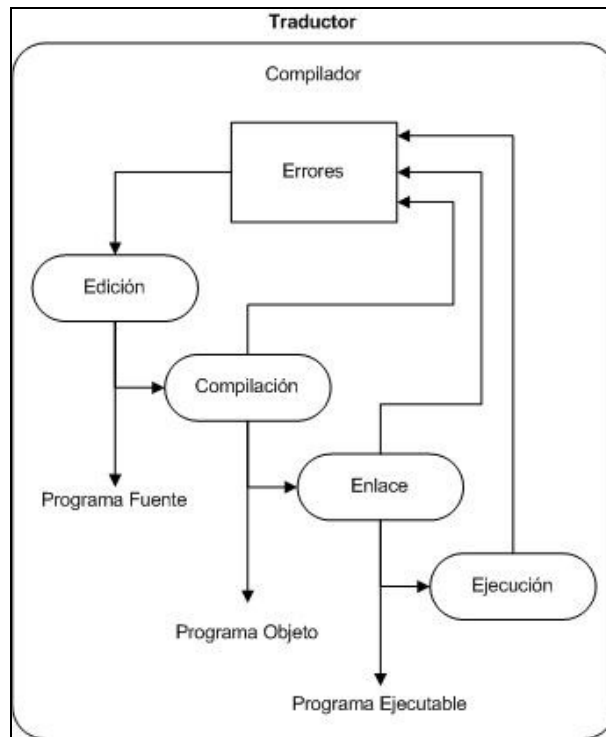 Traductor
Compilador
Errores
Edición
Compilación
Programa Fuente
Enlace
Ejecución
Programa Objeto
Programa Ejecutable